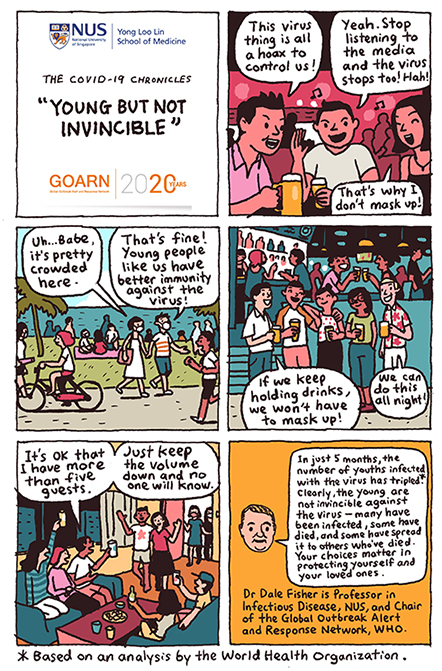 NUS
National University
of Singapore
Yong Loo Lin
School of Medicine
THE COVID-19 CHRONICLES
"YOUNG BUT NOT
INVINCIBLE"
GOARN
Global Outbreak Alert and Response Network
2020 YEARS
This virus
thing is all
a hoax to
control us!
Yeah. Stop
listening to
the media
and the virus
stops too! Hah!
That's why I
don't mask up!
Uh...Babe,
it's pretty
crowded
here.
That's fine!
Young people
like us have
better immunity
against the
virus!
If we keep
holding drinks,
we won't have
to mask up!
We can
do this
all night!
It's OK that
I have more
than five
guests.
Just keep
the volume
down and no
one will know.
In just 5 months, the
number of youths infected
with the virus has tripled*.
Clearly, the young are
not invincible against
the virus – many have
been infected, some have
died, and some have spread
it to others who've died.
Your choices matter in
protecting yourself and
your loved ones.
Dr Dale Fisher is Professor in
Infectious Disease, NUS, and Chair
of the Global Outbreak Alert
and Response Network, WHO.
* Based on an analysis by the World Health Organization.